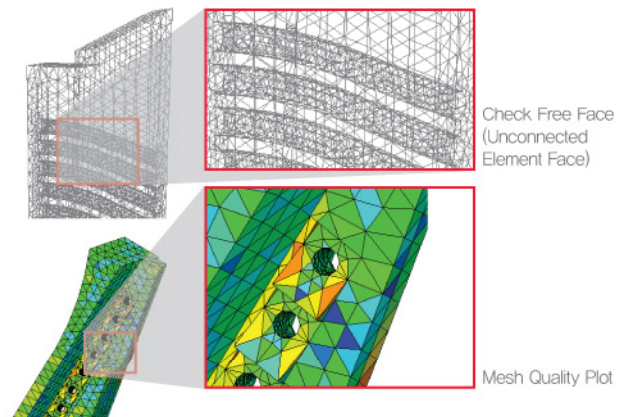 Check Free Face
(Unconnected
Element Face)
Mesh Quality Plot